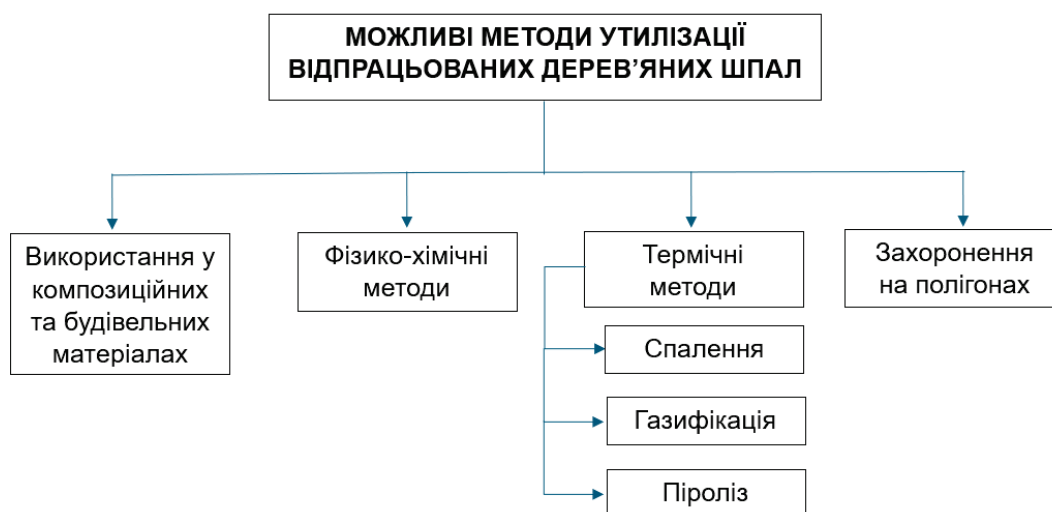 МОЖЛИВІ МЕТОДИ УТИЛІЗАЦІЇ
ВІДПРАЦЬОВАНИХ ДЕРЕВ’ЯНИХ ШПАЛ
Використання у
композиційних
та будівельних
матеріалах
Фізико-хімічні
методи
Термічні
методи
Захоронення
на полігонах
Спалення
Газифікація
Піроліз